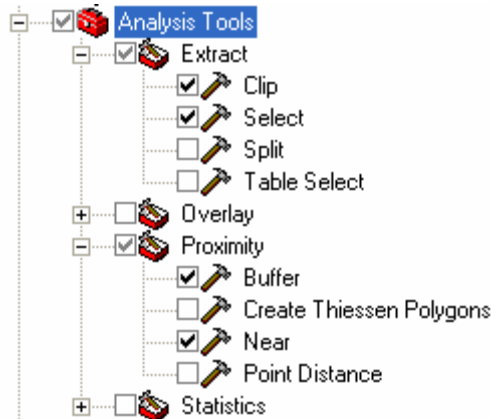 Analysis Tools
Extract
Clip
Select
Split
Table Select
Overlay
Proximity
Buffer
Create Thiessen Polygons
Near
Point Distance
Statistics